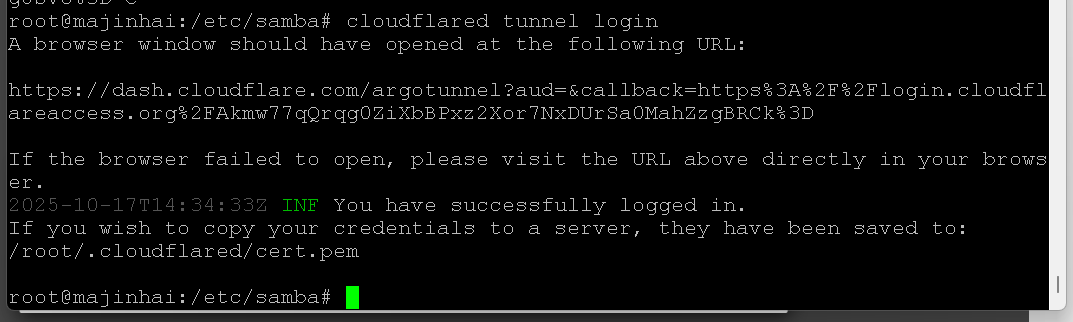 root@majinhai:/etc/samba# cloudflared tunnel login
A browser window should have opened at the following URL:
https://dash.cloudflare.com/argotunnel?aud=&callback=https%3A%2F%2Flogin.cloudfl
areaccess.org%2FAkmw77qQrqg0ZiXbBPxz2Xor7NxDUrSa0MahZzgBRCk%3D
If the browser failed to open, please visit the URL above directly in your brows
er.
2025-10-17T14:34:33Z INF You have successfully logged in.
If you wish to copy your credentials to a server, they have been saved to:
/root/.cloudflared/cert.pem
root@majinhai:/etc/samba#